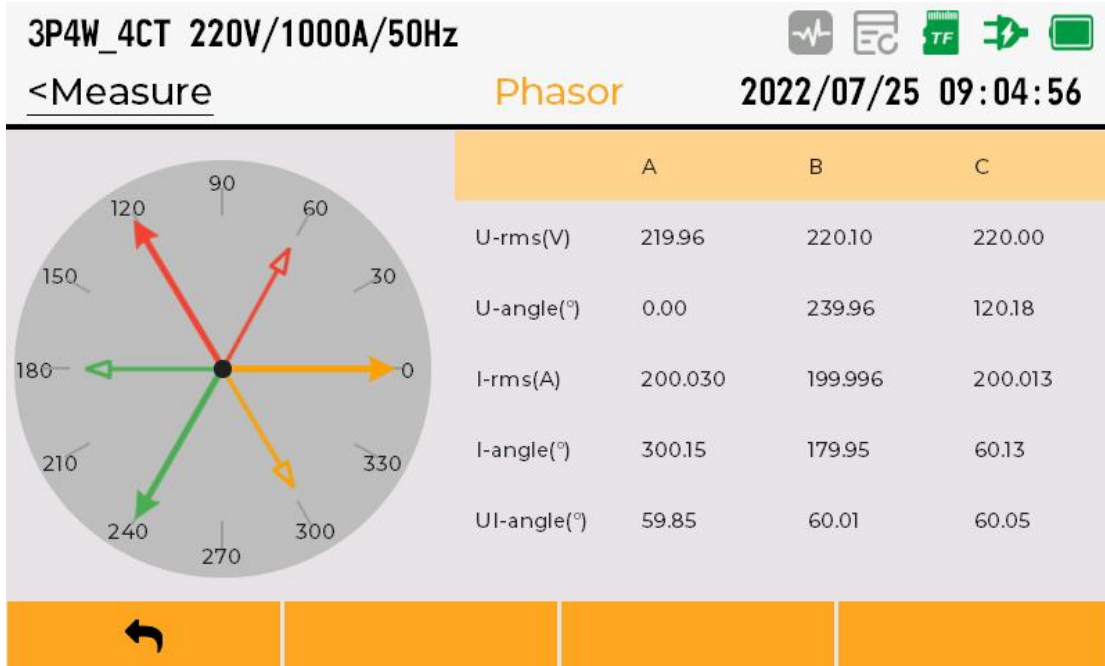 3P4W_4CT 220V/1000A/50Hz
TF
<Measure
Phasor
2022/07/25 09:04:56
90
120
60
150
30
180
0
210
330
240
300
270
A B C
U-rms(V) 219.96 220.10 220.00
U-angle(°) 0.00 239.96 120.18
I-rms(A) 200.030 199.996 200.013
I-angle(°) 300.15 179.95 60.13
UI-angle(°) 59.85 60.01 60.05